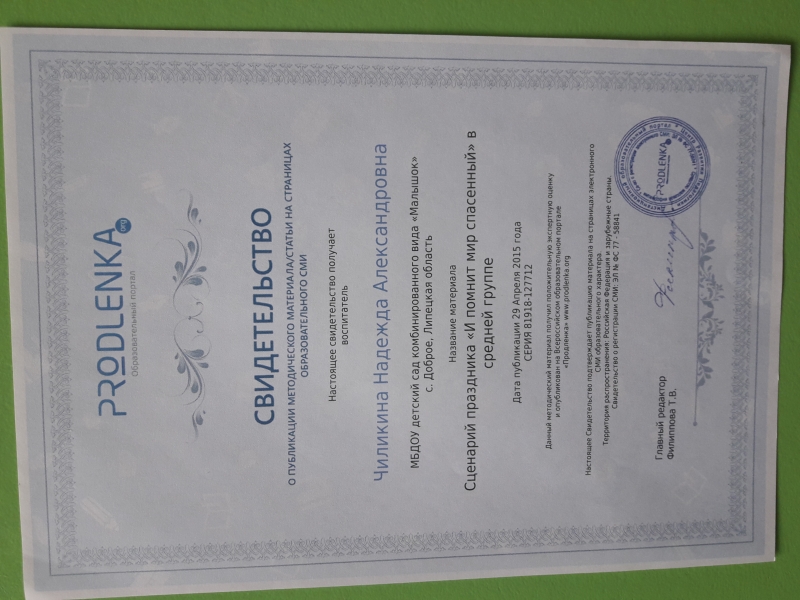 PRODLENKA.org
Образовательный портал
СВИДЕТЕЛЬСТВО
О ПУБЛИКАЦИИ МЕТОДИЧЕСКОГО МАТЕРИАЛА/СТАТЬИ НА СТРАНИЦАХ
ОБРАЗОВАТЕЛЬНОГО СМИ
Настоящее свидетельство получает
воспитатель
Чиликина Надежда Александровна
МБДОУ детский сад комбинированного вида «Малышок»
с. Доброе, Липецкая область
Название материала
Сценарий праздника «И помнит мир спасенный» в
средней группе
Дата публикации 29 Апреля 2015 года
СЕРИЯ 81918-127712
Данный методический материал получил положительную экспертную оценку
и опубликован на Всероссийском образовательном портале
«Продленка» www.prodlenka.org
Настоящее Свидетельство подтверждает публикацию материала на страницах электронного
СМИ образовательного характера.
Территория распространения: Российская Федерация и зарубежные страны.
Свидетельство о регистрации СМИ: ЭЛ № ФС 77 - 58841
Главный редактор
Филиппова Т.В.
PRODLENKA